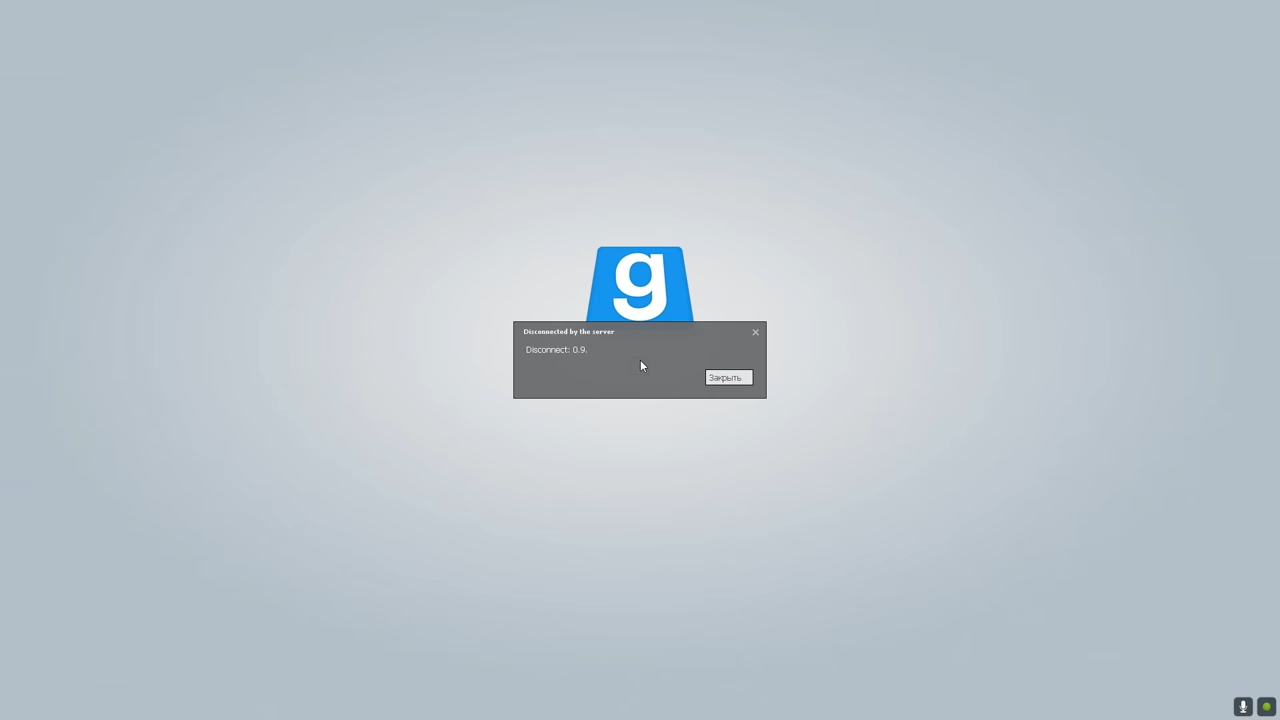 g
Disconnected by the server
Disconnect: 0.9.
Закрыть